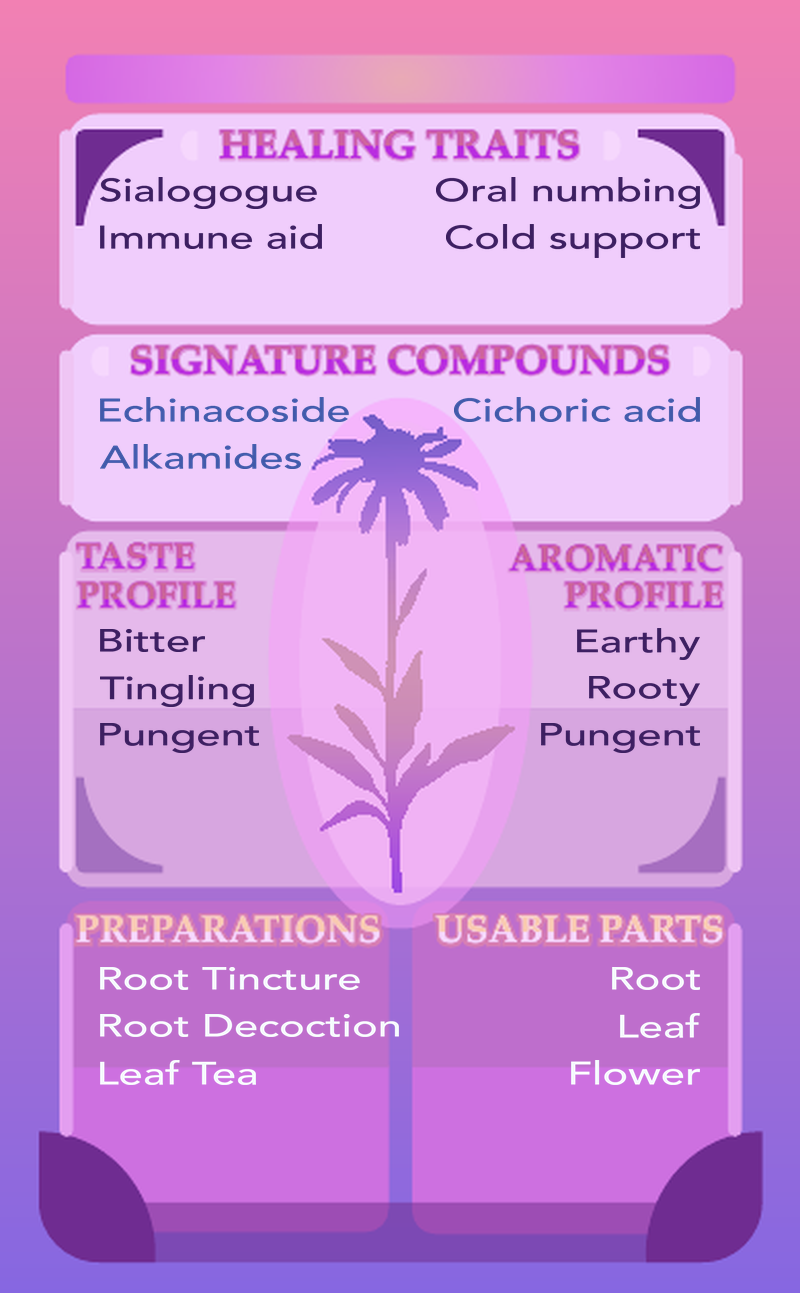 HEALING TRAITS
Sialogogue Oral numbing
Immune aid Cold support
SIGNATURE COMPOUNDS
Echinacoside Cichoric acid
Alkamides
TASTE
PROFILE
Bitter
Tingling
Pungent
AROMATIC
PROFILE
Earthy
Rooty
Pungent
PREPARATIONS
Root Tincture
Root Decoction
Leaf Tea
USABLE PARTS
Root
Leaf
Flower